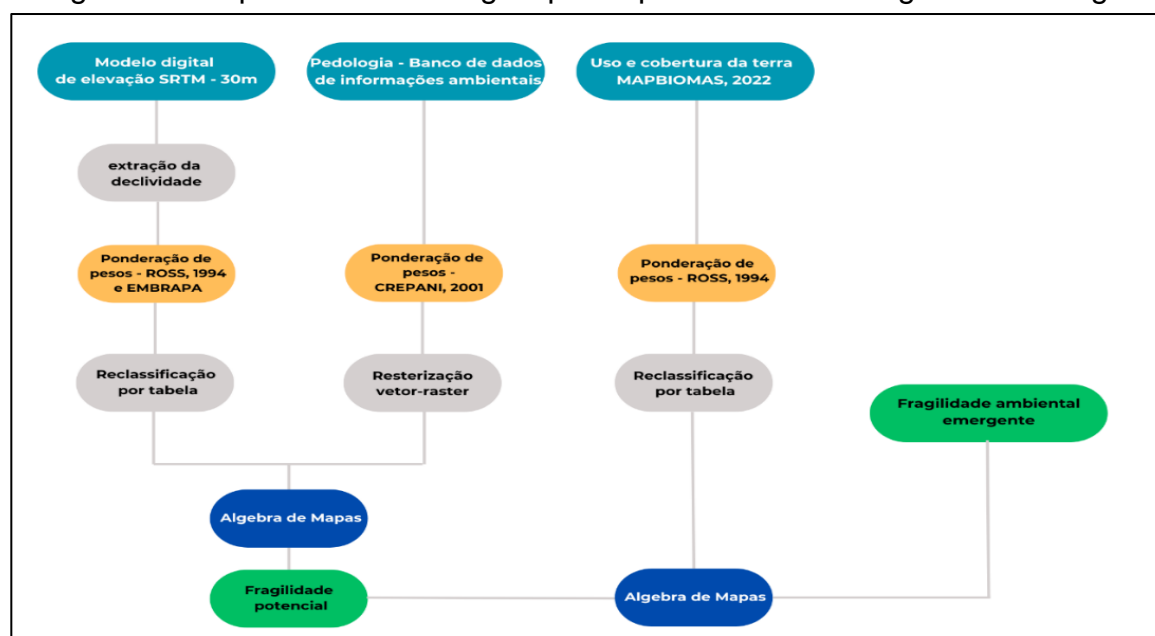 Modelo digital
de elevação SRTM - 30m
Pedologia - Banco de dados
de informações ambientais
Uso e cobertura da terra
MAPBIOMAS, 2022
extração da
declividade
Ponderação de
pesos - ROSS, 1994
e EMBRAPA
Ponderação de
pesos -
CREPANI, 2001
Ponderação de
pesos - ROSS, 1994
Reclassificação
por tabela
Resterização
vetor-raster
Reclassificação
por tabela
Fragilidade ambiental
emergente
Algebra de Mapas
Fragilidade
potencial
Algebra de Mapas